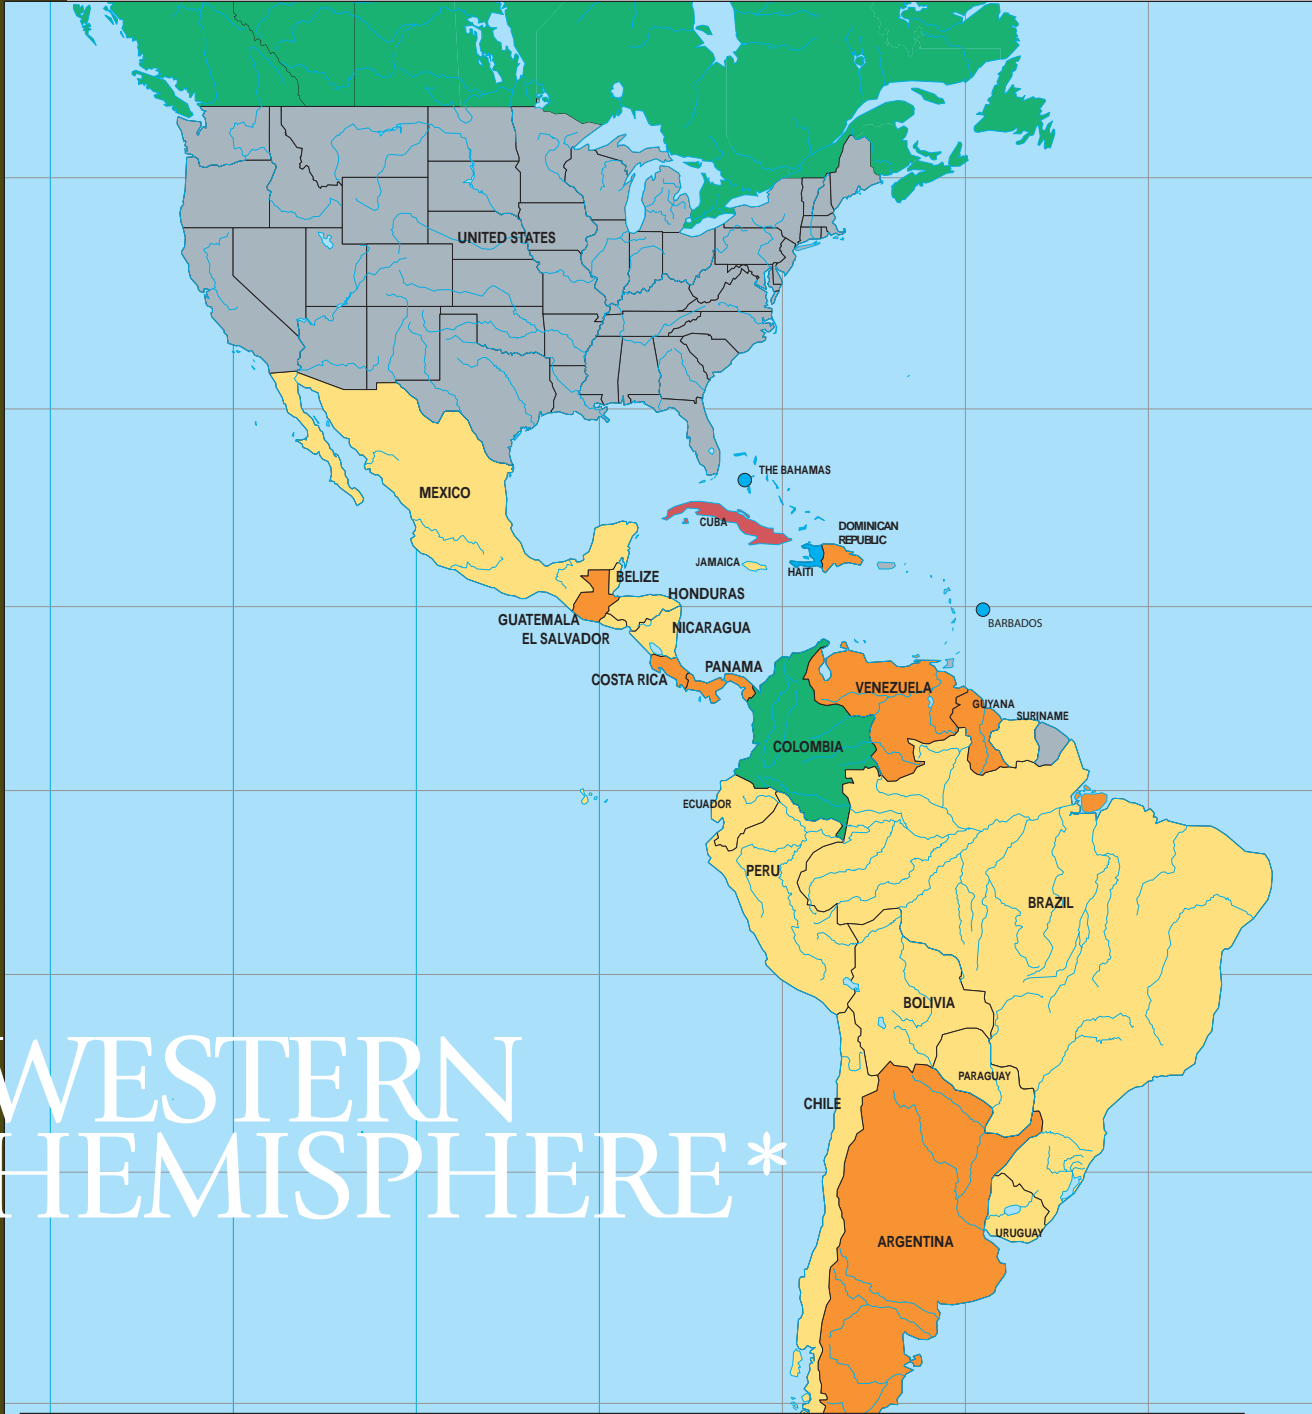 UNITED STATES
MEXICO
THE BAHAMAS
CUBA
DOMINICAN
REPUBLIC
JAMAICA
HAITI
BELIZE
HONDURAS
BARBADOS
GUATEMALA
NICARAGUA
EL SALVADOR
PANAMA
COSTA RICA
VENEZUELA
GUYANA
SURINAME
COLOMBIA
ECUADOR
PERU
BRAZIL
BOLIVIA
PARAGUAY
CHILE
WESTERN
HEMISPHERE*
URUGUAY
ARGENTINA